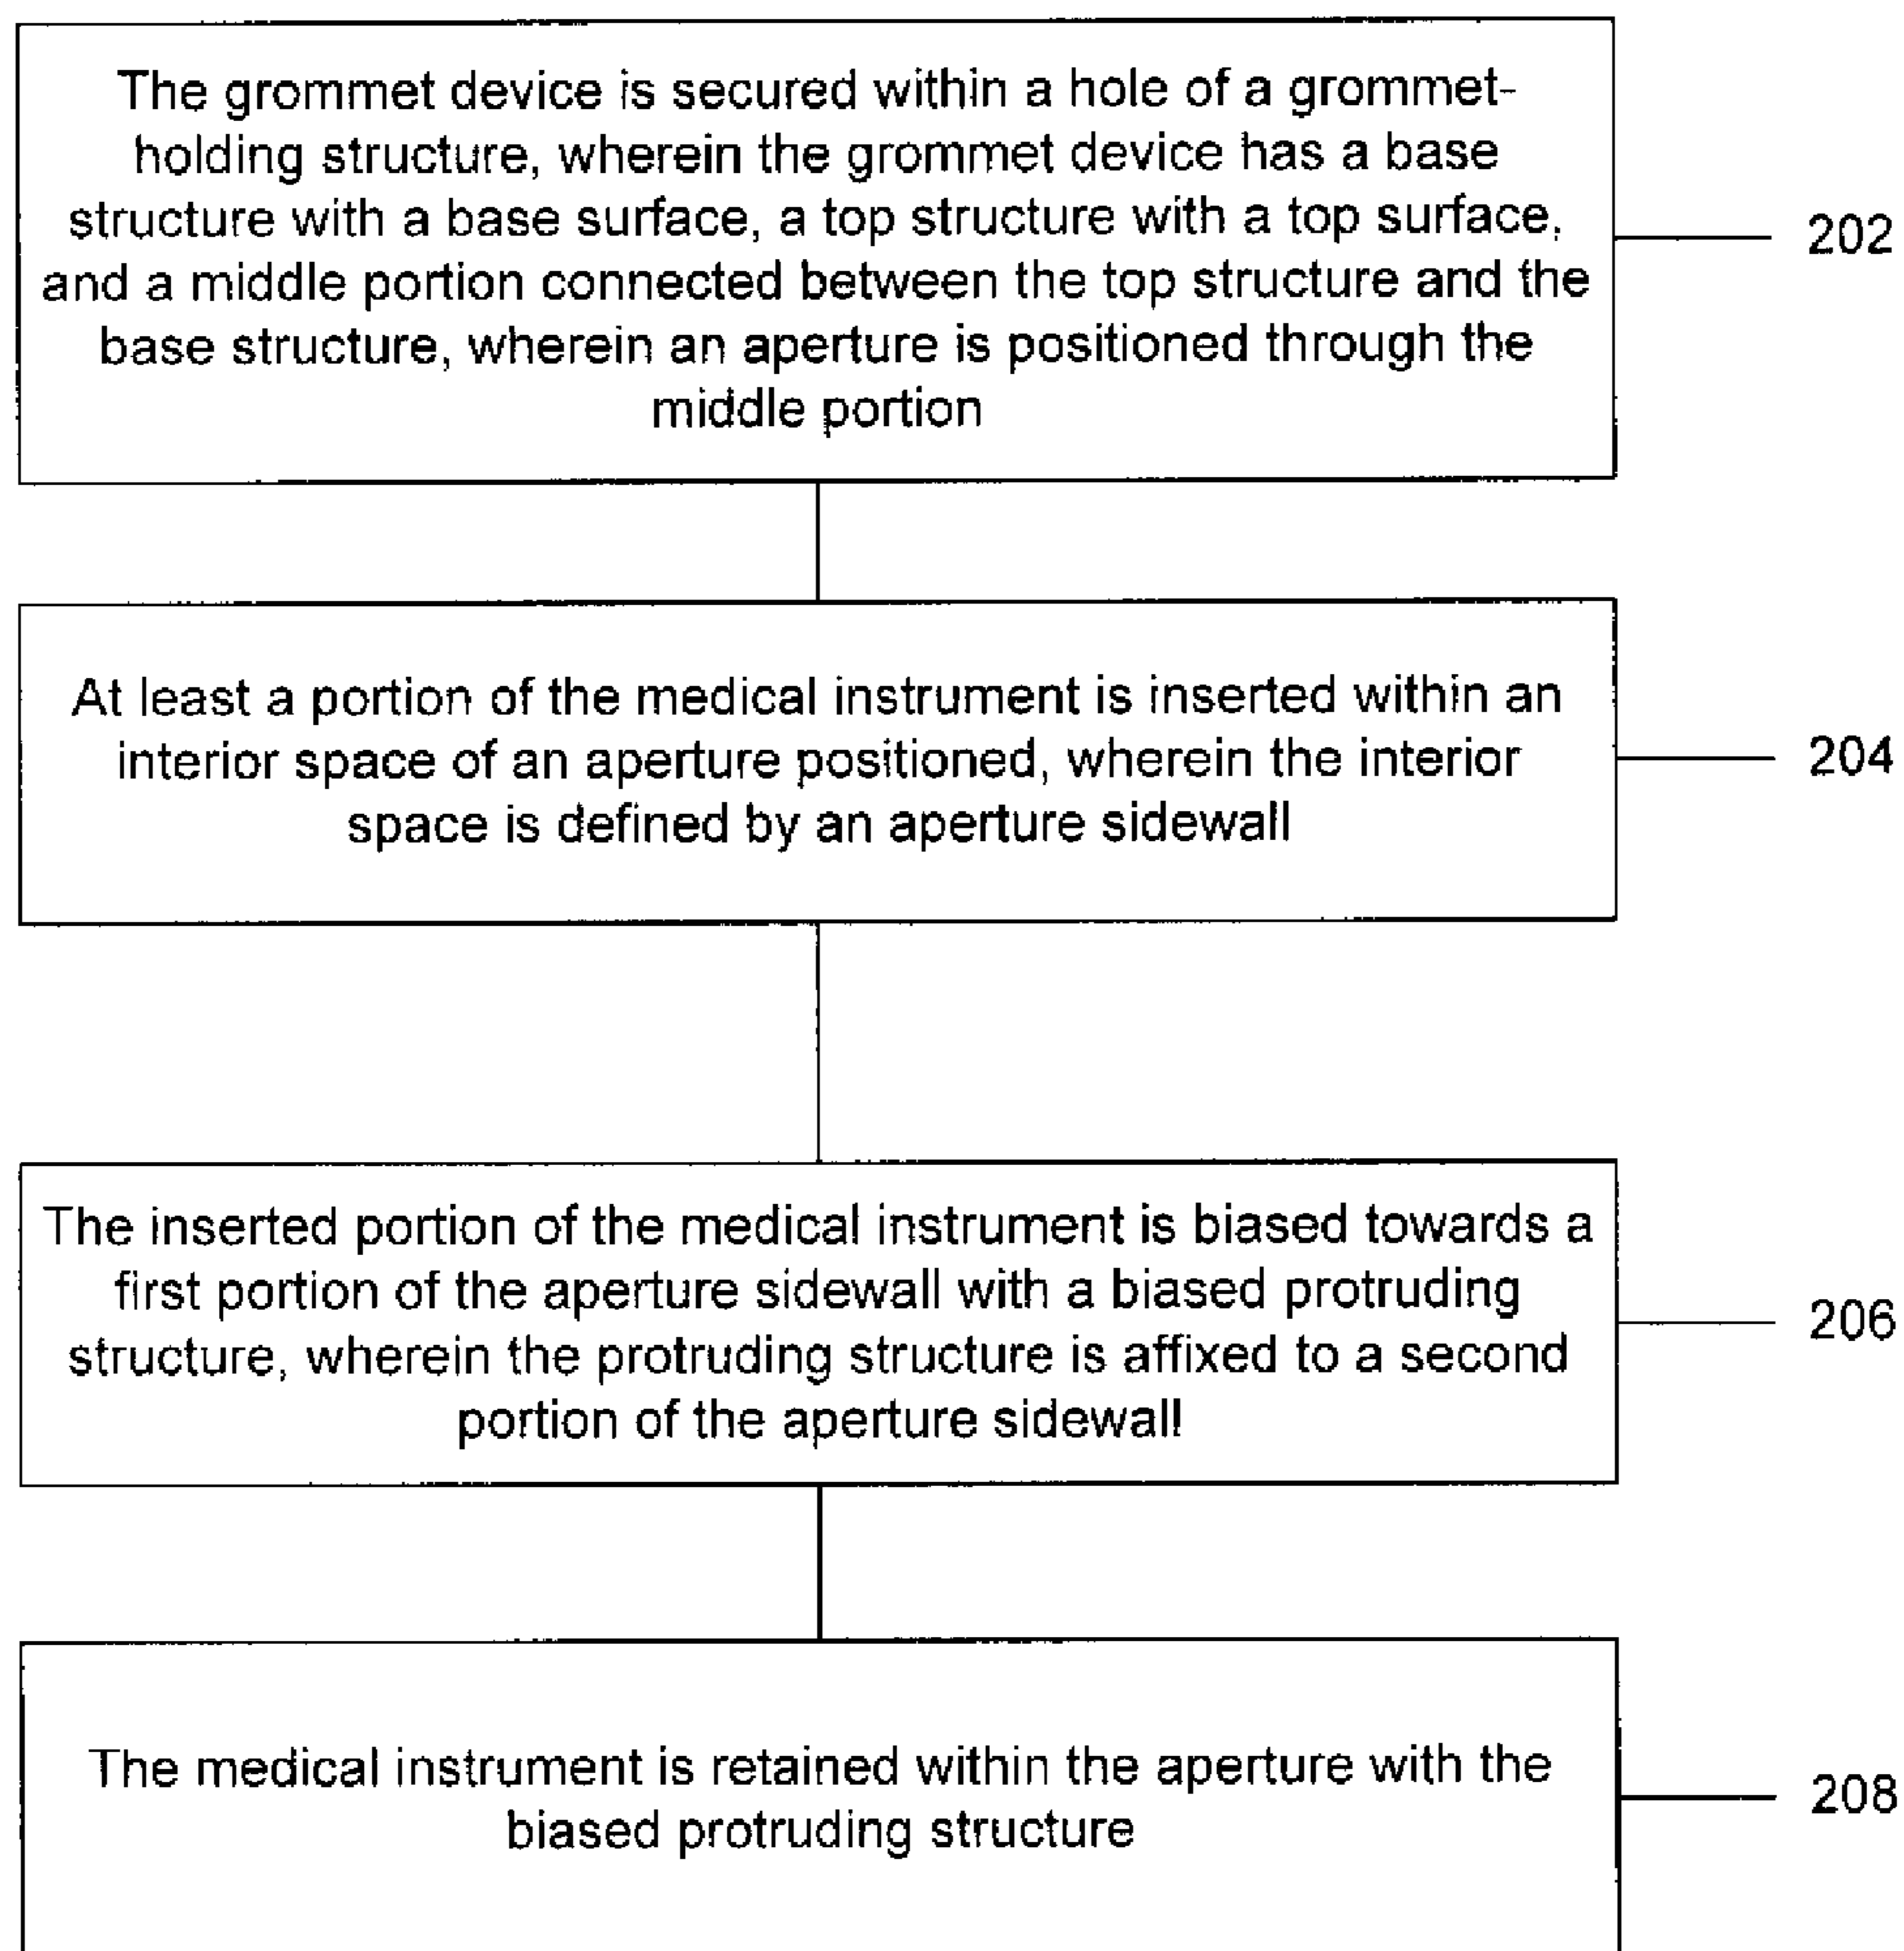 The grommet device is secured within a hole of a grommet-
holding structure, wherein the grommet device has a base
structure with a base surface, a top structure with a top surface,
and a middle portion connected between the top structure and the
base structure, wherein an aperture is positioned through the
middle portion
202
At least a portion of the medical instrument is inserted within an
interior space of an aperture positioned, wherein the interior
space is defined by an aperture sidewall
204
The inserted portion of the medical instrument is biased towards a
first portion of the aperture sidewall with a biased protruding
structure, wherein the protruding structure is affixed to a second
portion of the aperture sidewall
206
The medical instrument is retained within the aperture with the
biased protruding structure
208